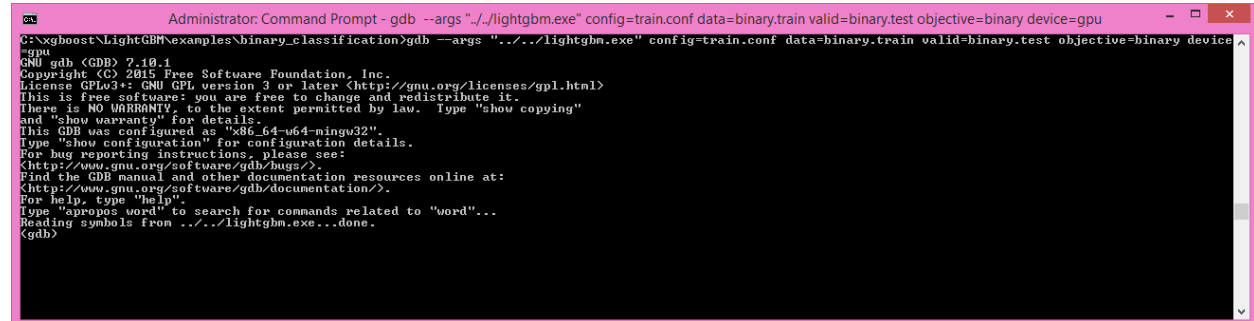 Administrator: Command Prompt - gdb --args "../../lightgbm.exe" config=train.conf data=binary.train valid=binary.test objective=binary device=gpu
C:\xgboost\LightGBM\examples\binary_classification>gdb --args "../../lightgbm.exe" config=train.conf data=binary.train valid=binary.test objective=binary device
=gpu
GNU gdb (GDB) 7.10.1
Copyright (C) 2015 Free Software Foundation, Inc.
License GPLv3+: GNU GPL version 3 or later <http://gnu.org/licenses/gpl.html>
This is free software: you are free to change and redistribute it.
There is NO WARRANTY, to the extent permitted by law.  Type "show copying"
and "show warranty" for details.
This GDB was configured as "x86_64-w64-mingw32".
Type "show configuration" for configuration details.
For bug reporting instructions, please see:
<http://www.gnu.org/software/gdb/bugs/>.
Find the GDB manual and other documentation resources online at:
<http://www.gnu.org/software/gdb/documentation/>.
For help, type "help".
Type "apropos word" to search for commands related to "word"...
Reading symbols from ../../lightgbm.exe...done.
(gdb)